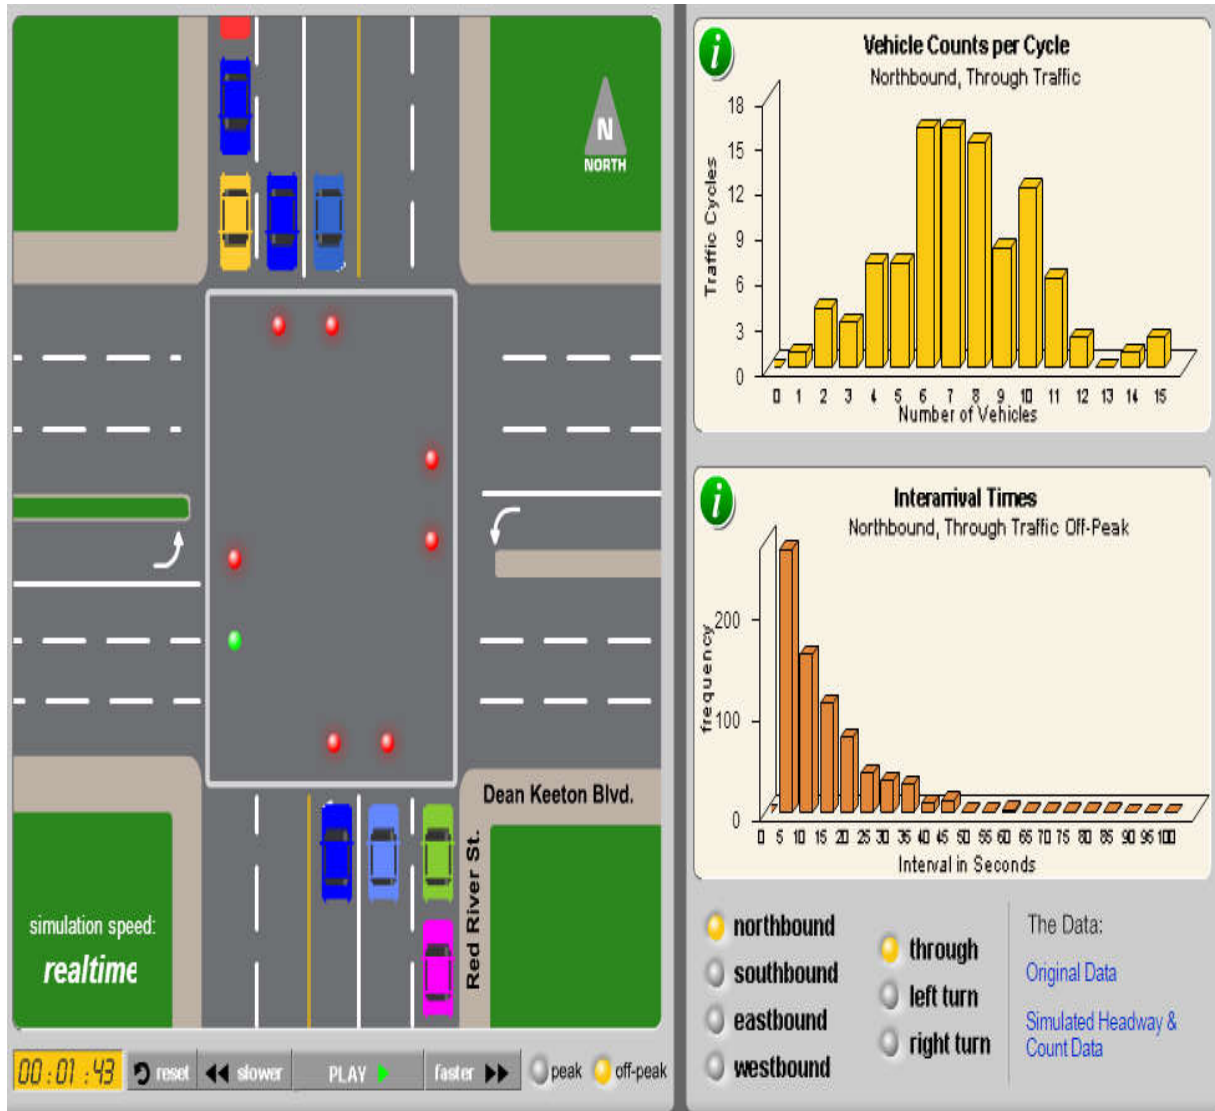 N
NORTH
Dean Keeton Blvd.
Red River St.
simulation speed:
realtime
00:01:43
reset
slower
PLAY
faster
peak
off-peak
i
Vehicle Counts per Cycle
Northbound, Through Traffic
Traffic Cycles
18
15
12
9
6
3
0
0 1 2 3 4 5 6 7 8 9 10 11 12 13 14 15
Number of Vehicles
i
Interarrival Times
Northbound, Through Traffic Off-Peak
frequency
200
100
0
0 5 10 15 20 25 30 35 40 45 50 55 60 65 70 75 80 85 90 95 100
Interval in Seconds
northbound
southbound
eastbound
westbound
through
left turn
right turn
The Data:
Original Data
Simulated Headway &
Count Data